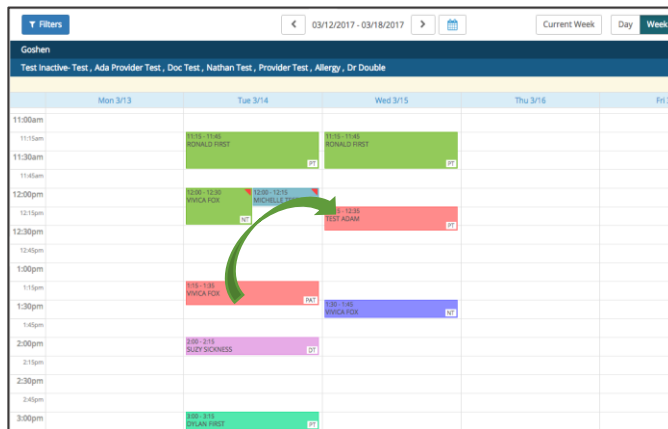 Filters
03/12/2017 - 03/18/2017
Current Week
Day
Week
Goshen
Test Inactive- Test , Ada Provider Test , Doc Test , Nathan Test , Provider Test , Allergy , Dr Double
Mon 3/13
Tue 3/14
Wed 3/15
Thu 3/16
Fri
11:00am
11:15am
11:15 - 11:45
RONALD FIRST
PT
11:15 - 11:45
RONALD FIRST
PT
11:30am
11:45am
12:00pm
12:00 - 12:30
VIVICA FOX
NT
12:00 - 12:15
MICHELLE
12:15pm
- 12:35
TEST ADAM
PT
12:30pm
12:45pm
1:00pm
1:15pm
1:15 - 1:35
VIVICA FOX
PAT
1:30pm
1:30 - 1:45
VIVICA FOX
NT
1:45pm
2:00pm
2:00 - 2:15
SUZY SICKNESS
DT
2:15pm
2:30pm
2:45pm
3:00pm
3:00 - 3:15
DYLAN FIRST
PT